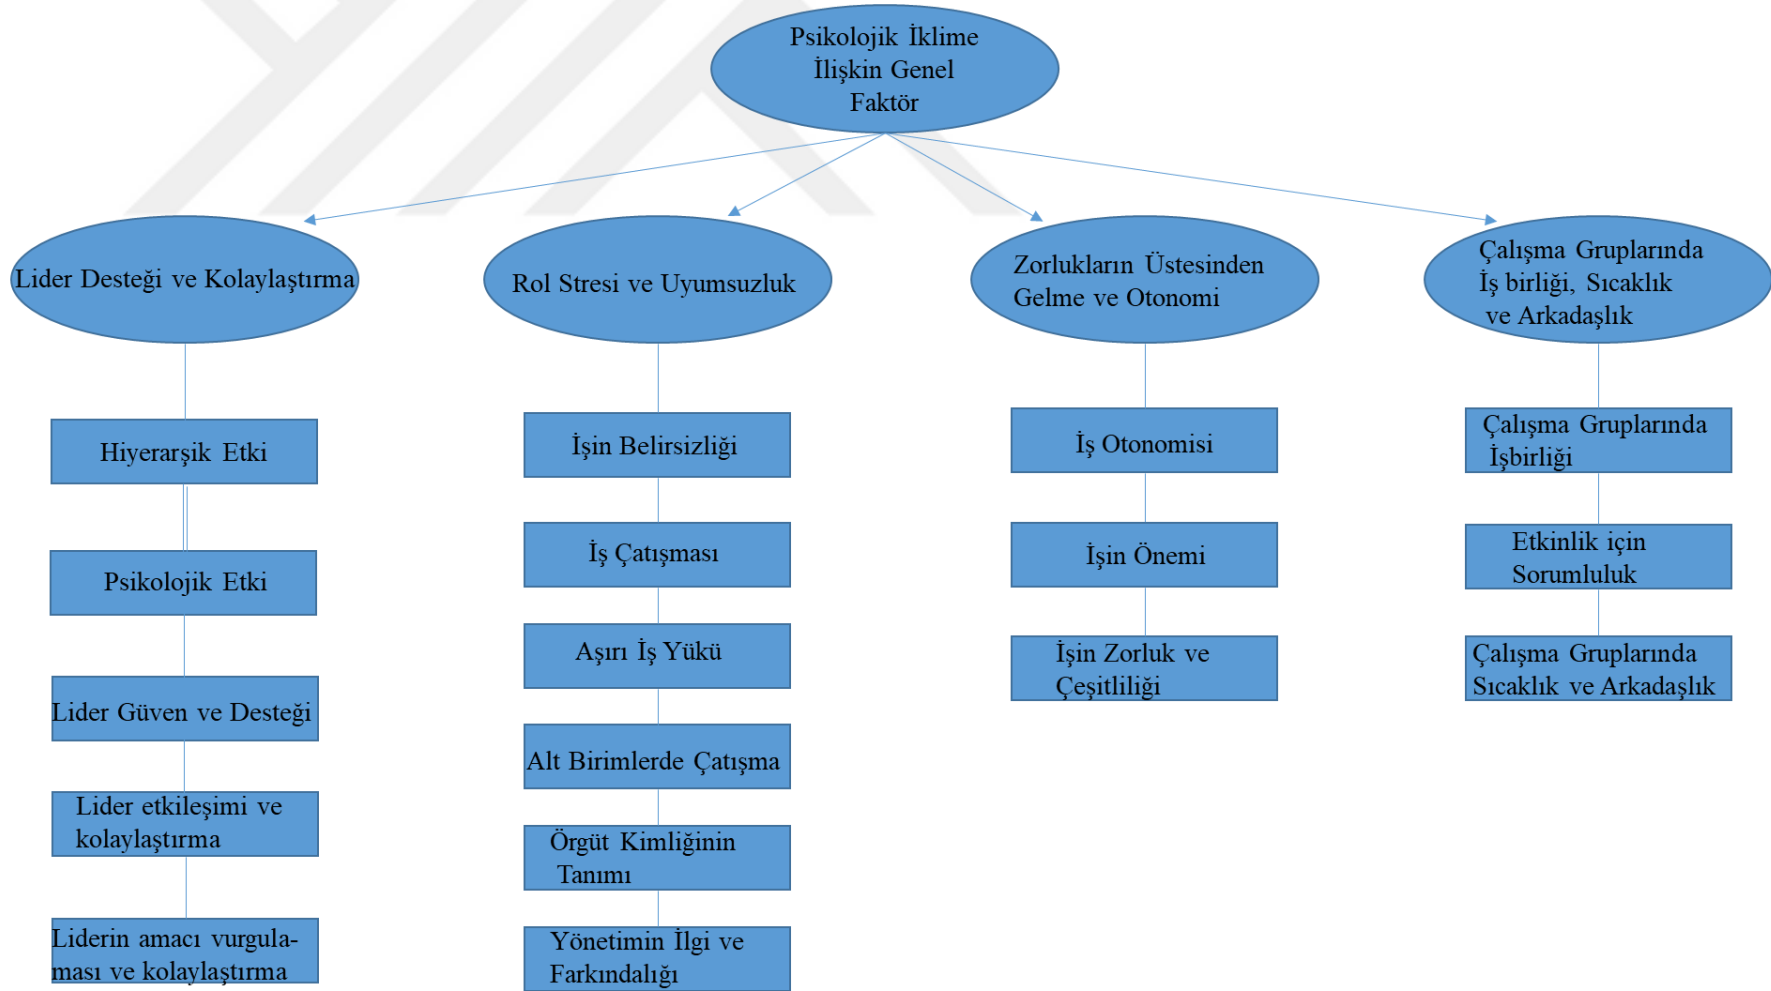 Psikolojik İklime
İlişkin Genel
Faktör
Lider Desteği ve Kolaylaştırma
Rol Stresi ve Uyumsuzluk
Zorlukların Üstesinden
Gelme ve Otonomi
Çalışma Gruplarında
İş birliği, Sıcaklık
ve Arkadaşlık
Hiyerarşik Etki
Psikolojik Etki
Lider Güven ve Desteği
Lider etkileşimi ve
kolaylaştırma
Liderin amacı vurgula-
ması ve kolaylaştırma
İşin Belirsizliği
İş Çatışması
Aşırı İş Yükü
Alt Birimlerde Çatışma
Örgüt Kimliğinin
Tanımı
Yönetimin İlgi ve
Farkındalığı
İş Otonomisi
İşin Önemi
İşin Zorluk ve
Çeşitliliği
Çalışma Gruplarında
İşbirliği
Etkinlik için
Sorumluluk
Çalışma Gruplarında
Sıcaklık ve Arkadaşlık